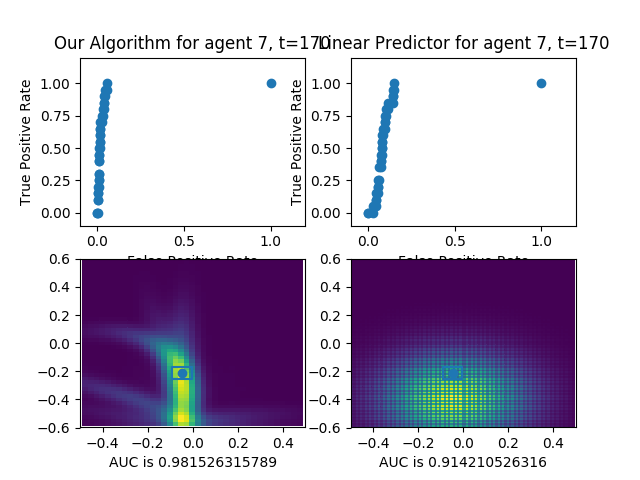 Our Algorithm for agent 7, t=170
Linear Predictor for agent 7, t=170
True Positive Rate
1.00
0.75
0.50
0.25
0.00
0.0 0.5 1.0
False Positive Rate
True Positive Rate
1.00
0.75
0.50
0.25
0.00
0.0 0.5 1.0
False Positive Rate
0.6
0.4
0.2
0.0
−0.2
−0.4
−0.6
−0.4 −0.2 0.0 0.2 0.4
AUC is 0.981526315789
0.6
0.4
0.2
0.0
−0.2
−0.4
−0.6
−0.4 −0.2 0.0 0.2 0.4
AUC is 0.914210526316